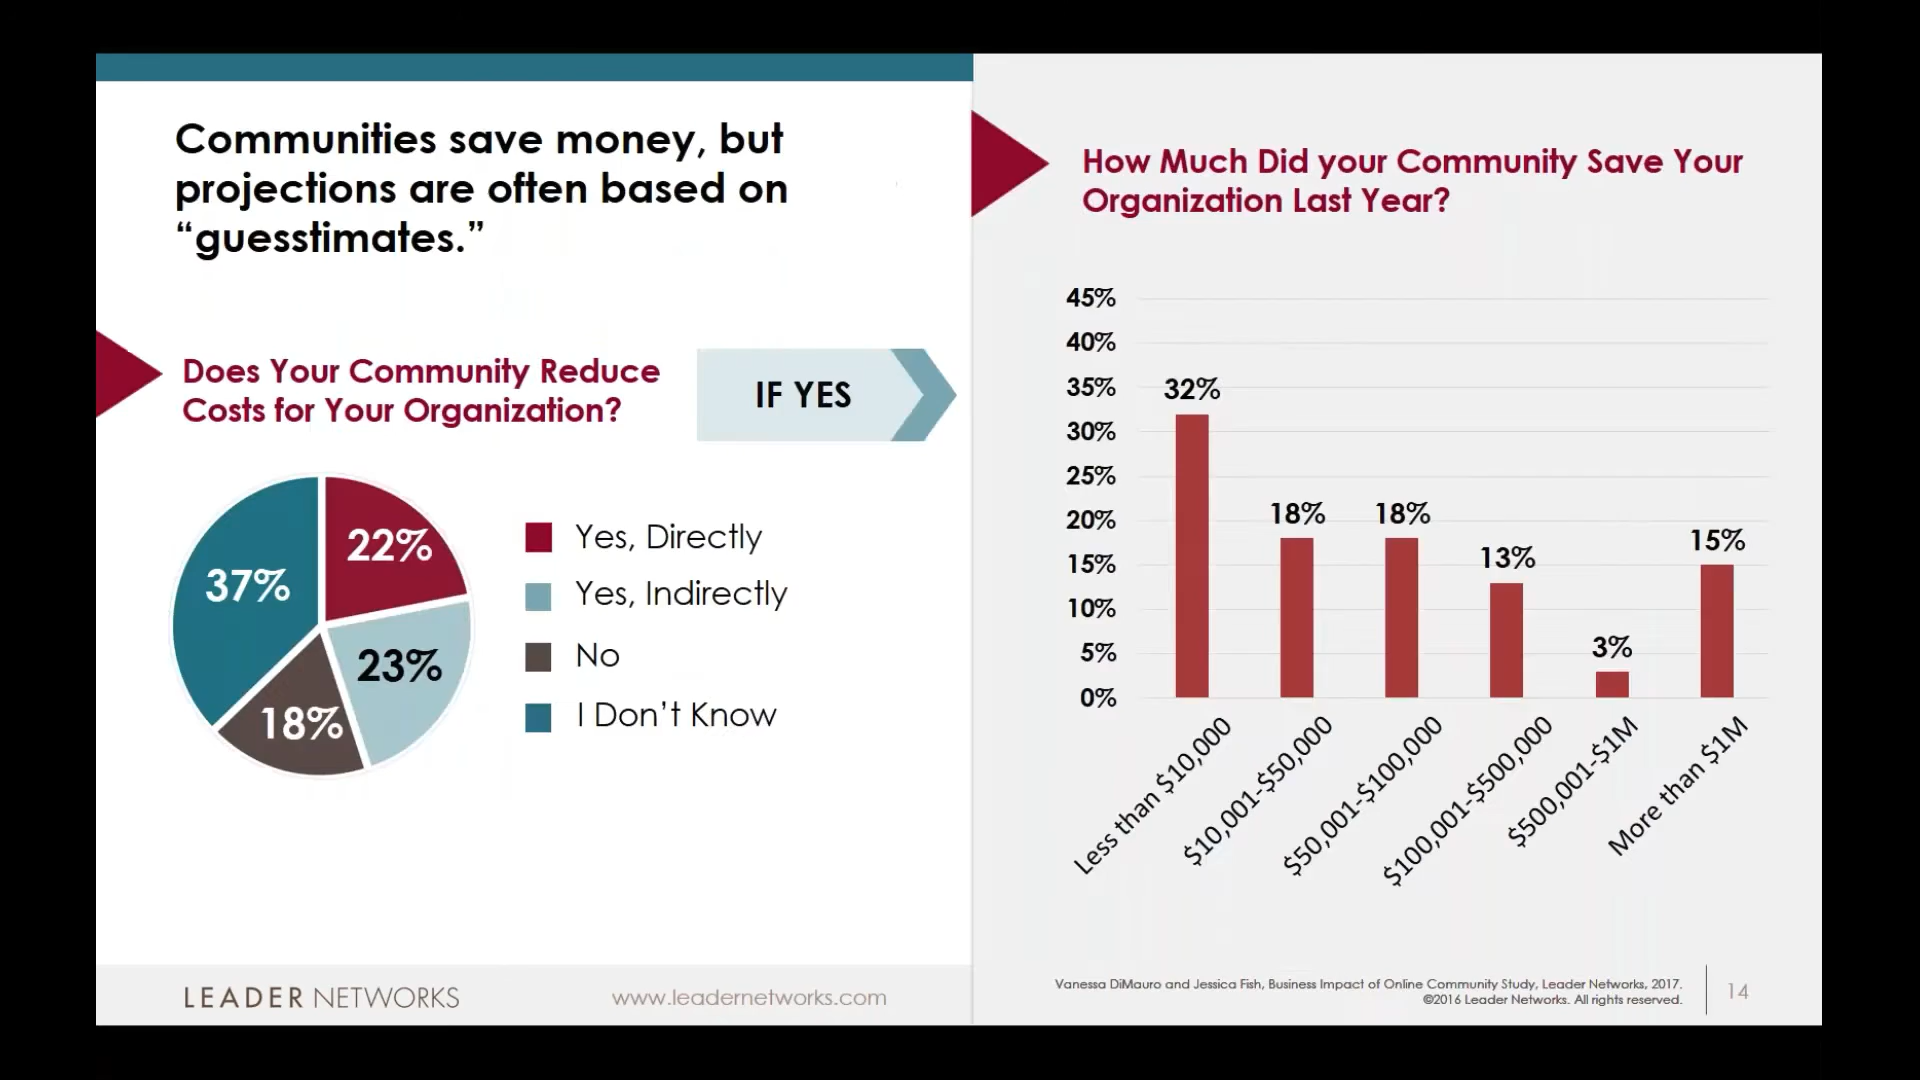 Communities save money, but
projections are often based on
“guesstimates.”
Does Your Community Reduce
Costs for Your Organization?
IF YES
22%
37%
23%
18%
Yes, Directly
Yes, Indirectly
No
I Don’t Know
LEADER NETWORKS
www.leadernetworks.com
How Much Did your Community Save Your
Organization Last Year?
45%
40%
35%
30%
25%
20%
15%
10%
5%
0%
32%
18%
18%
13%
3%
15%
Less than $10,000
$10,001-$50,000
$50,001-$100,000
$100,001-$500,000
$500,001-$1M
More than $1M
Vanessa DiMauro and Jessica Fish, Business Impact of Online Community Study, Leader Networks, 2017.
©2016 Leader Networks. All rights reserved.
14